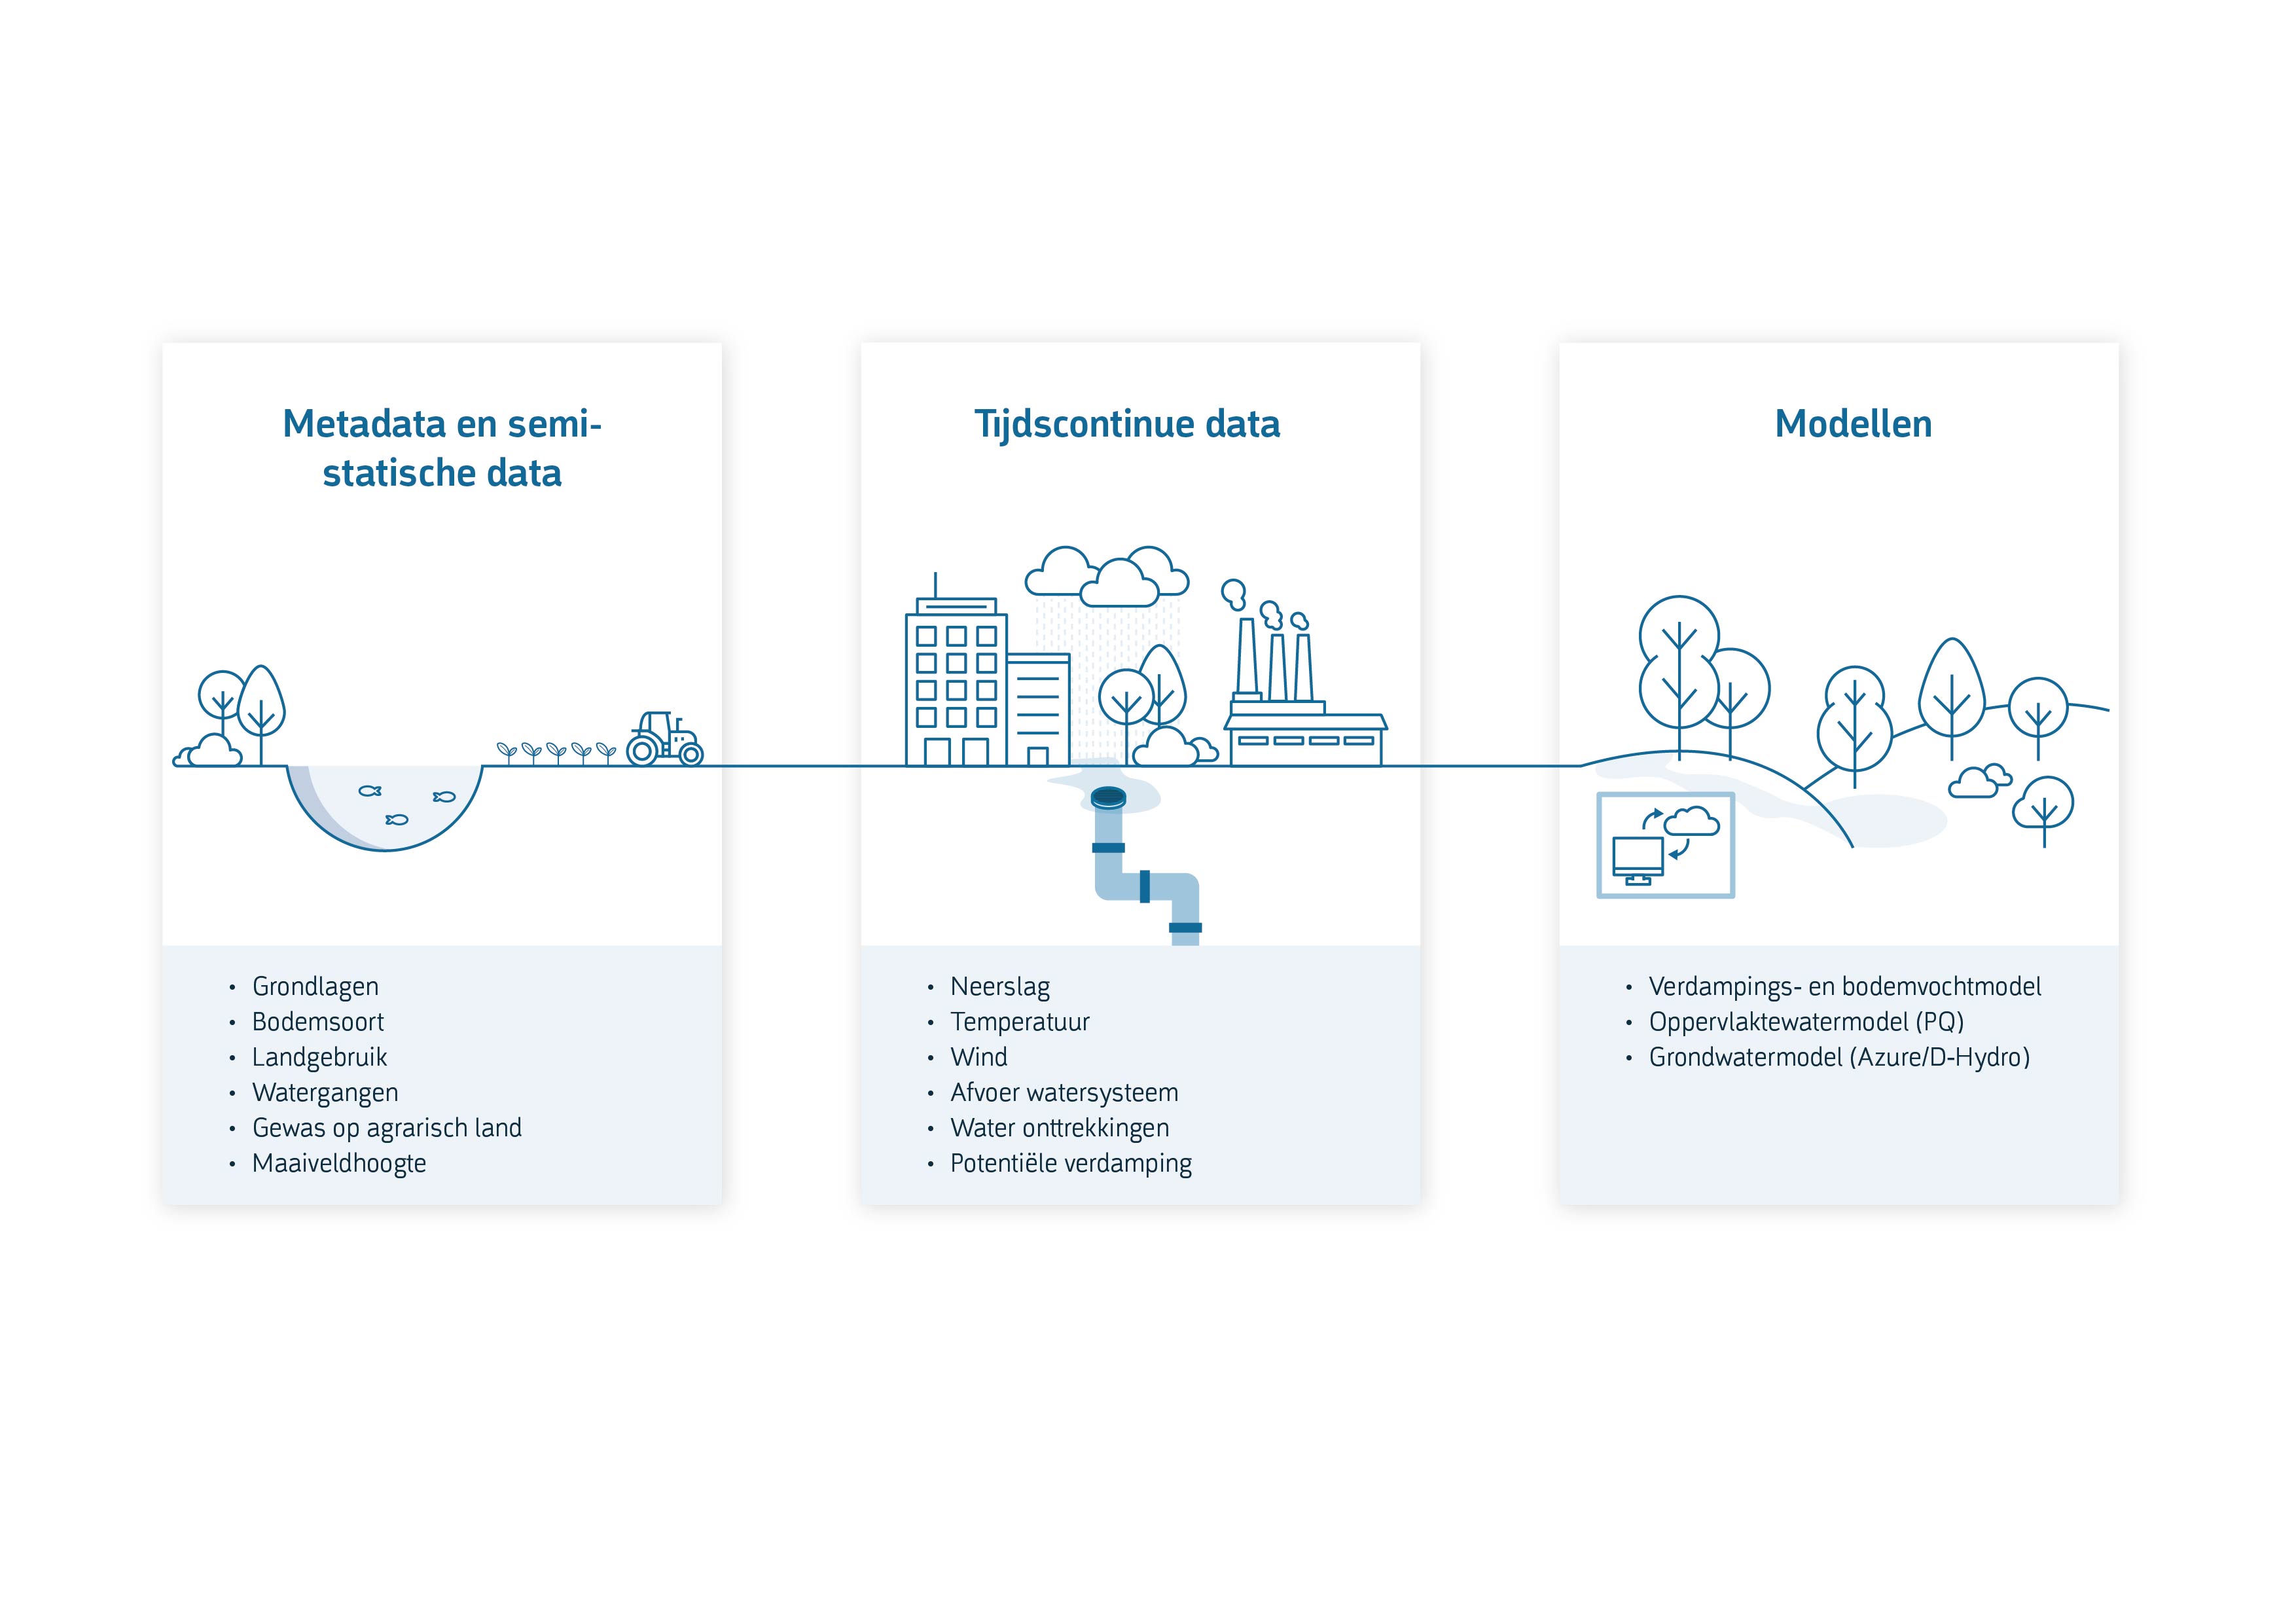 Metadata en semi-
statische data
• Grondlagen
• Bodemsoort
• Landgebruik
• Watergangen
• Gewas op agrarisch land
• Maaiveldhoogte
Tijdscontinue data
• Neerslag
• Temperatuur
• Wind
• Afvoer watersysteem
• Water onttrekkingen
• Potentiële verdamping
Modellen
• Verdampings- en bodemvochtmodel
• Oppervlaktewatermodel (PQ)
• Grondwatermodel (Azure/D-Hydro)